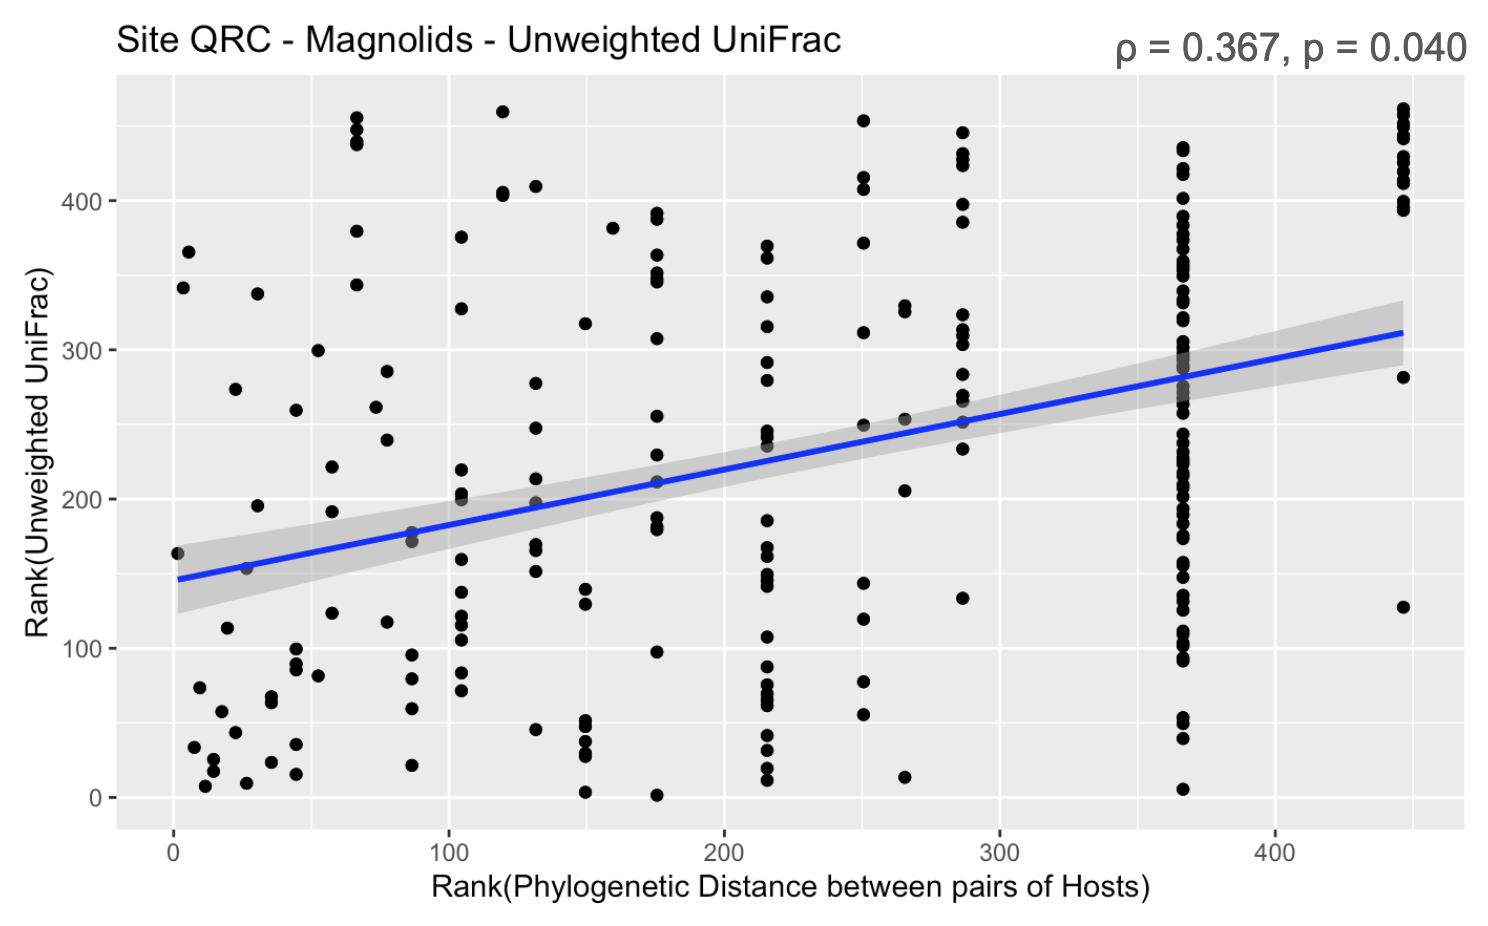 Site QRC - Magnolids - Unweighted UniFrac
ρ = 0.367, p = 0.040
Rank(Unweighted UniFrac)
400
300
200
100
0
0 100 200 300 400
Rank(Phylogenetic Distance between pairs of Hosts)